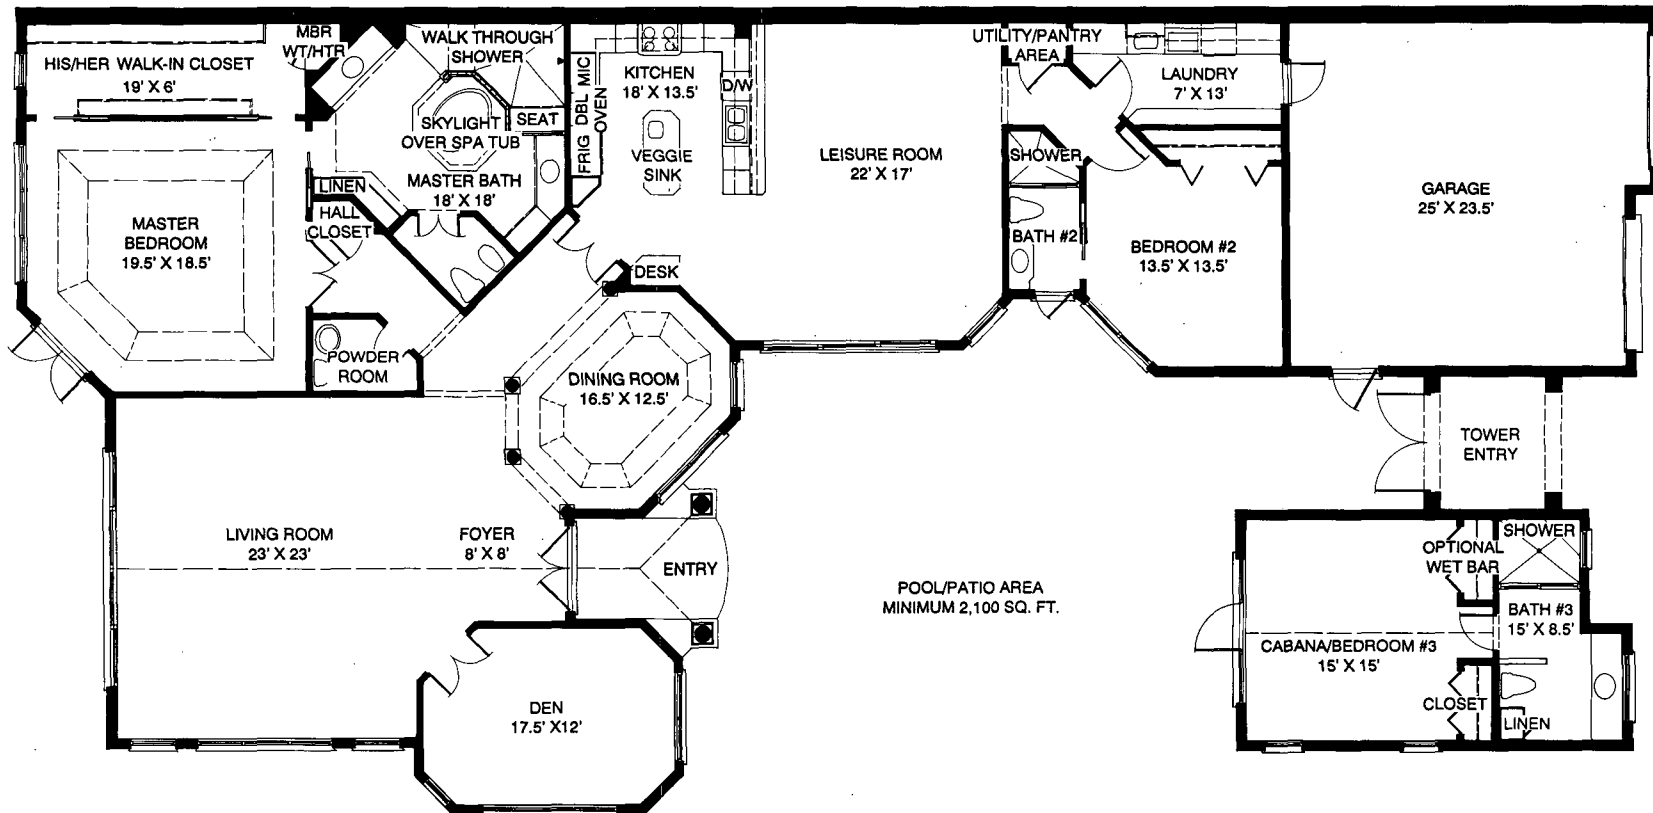 MBR
WT/HTR
HIS/HER WALK-IN CLOSET
19' X 6'
WALK THROUGH
SHOWER
SEAT
SKYLIGHT
OVER SPA TUB
MASTER BATH
18' X 18'
LINEN
HALL
CLOSET
MASTER
BEDROOM
19.5' X 18.5'
POWDER
ROOM
FRIG DBL MIC
OVEN
KITCHEN
18' X 13.5'
D/W
VEGGIE
SINK
DESK
LEISURE ROOM
22' X 17'
UTILITY/PANTRY
AREA
LAUNDRY
7' X 13'
SHOWER
BATH #2
BEDROOM #2
13.5' X 13.5'
GARAGE
25' X 23.5'
DINING ROOM
16.5' X 12.5'
TOWER
ENTRY
LIVING ROOM
23' X 23'
FOYER
8' X 8'
ENTRY
POOL/PATIO AREA
MINIMUM 2,100 SQ. FT.
OPTIONAL
WET BAR
SHOWER
BATH #3
15' X 8.5'
CABANA/BEDROOM #3
15' X 15'
CLOSET
LINEN
DEN
17.5' X12'